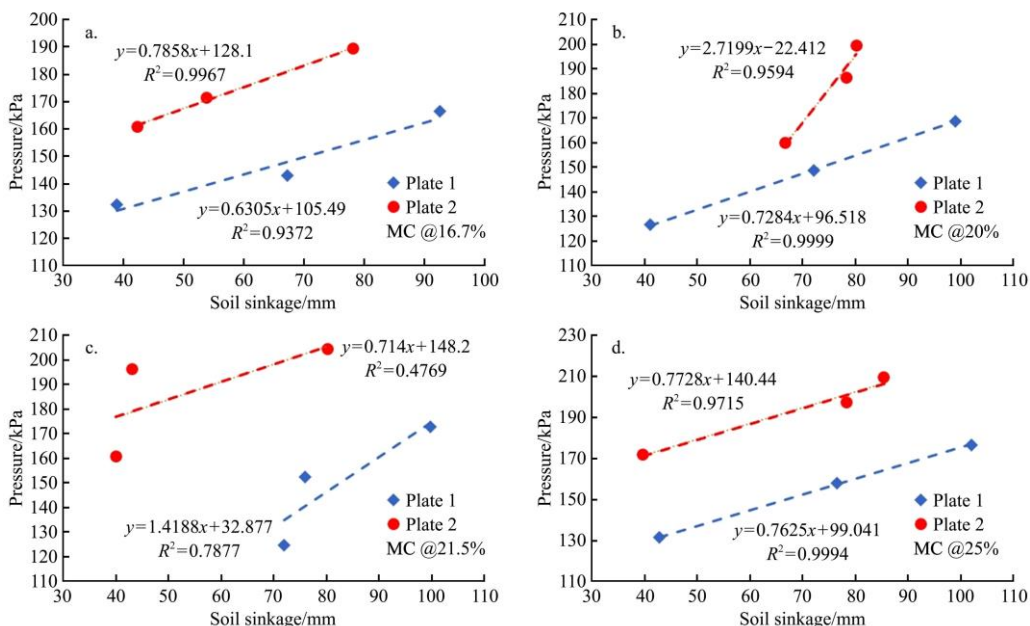 a.
y=0.7858x+128.1
R²=0.9967
y=0.6305x+105.49
R²=0.9372
Plate 1
Plate 2
MC @16.7%
200
190
180
170
160
150
140
130
120
110
Pressure/kPa
30 40 50 60 70 80 90 100
Soil sinkage/mm
b.
y=2.7199x−22.412
R²=0.9594
y=0.7284x+96.518
R²=0.9999
Plate 1
Plate 2
MC @20%
210
200
190
180
170
160
150
140
130
120
110
Pressure/kPa
30 40 50 60 70 80 90 100 110
Soil sinkage/mm
c.
y=0.714x+148.2
R²=0.4769
y=1.4188x+32.877
R²=0.7877
Plate 1
Plate 2
MC @21.5%
210
200
190
180
170
160
150
140
130
120
110
Pressure/kPa
30 40 50 60 70 80 90 100 110
Soil sinkage/mm
d.
y=0.7728x+140.44
R²=0.9715
y=0.7625x+99.041
R²=0.9994
Plate 1
Plate 2
MC @25%
230
210
190
170
150
130
110
Pressure/kPa
30 40 50 60 70 80 90 100 110
Soil sinkage/mm